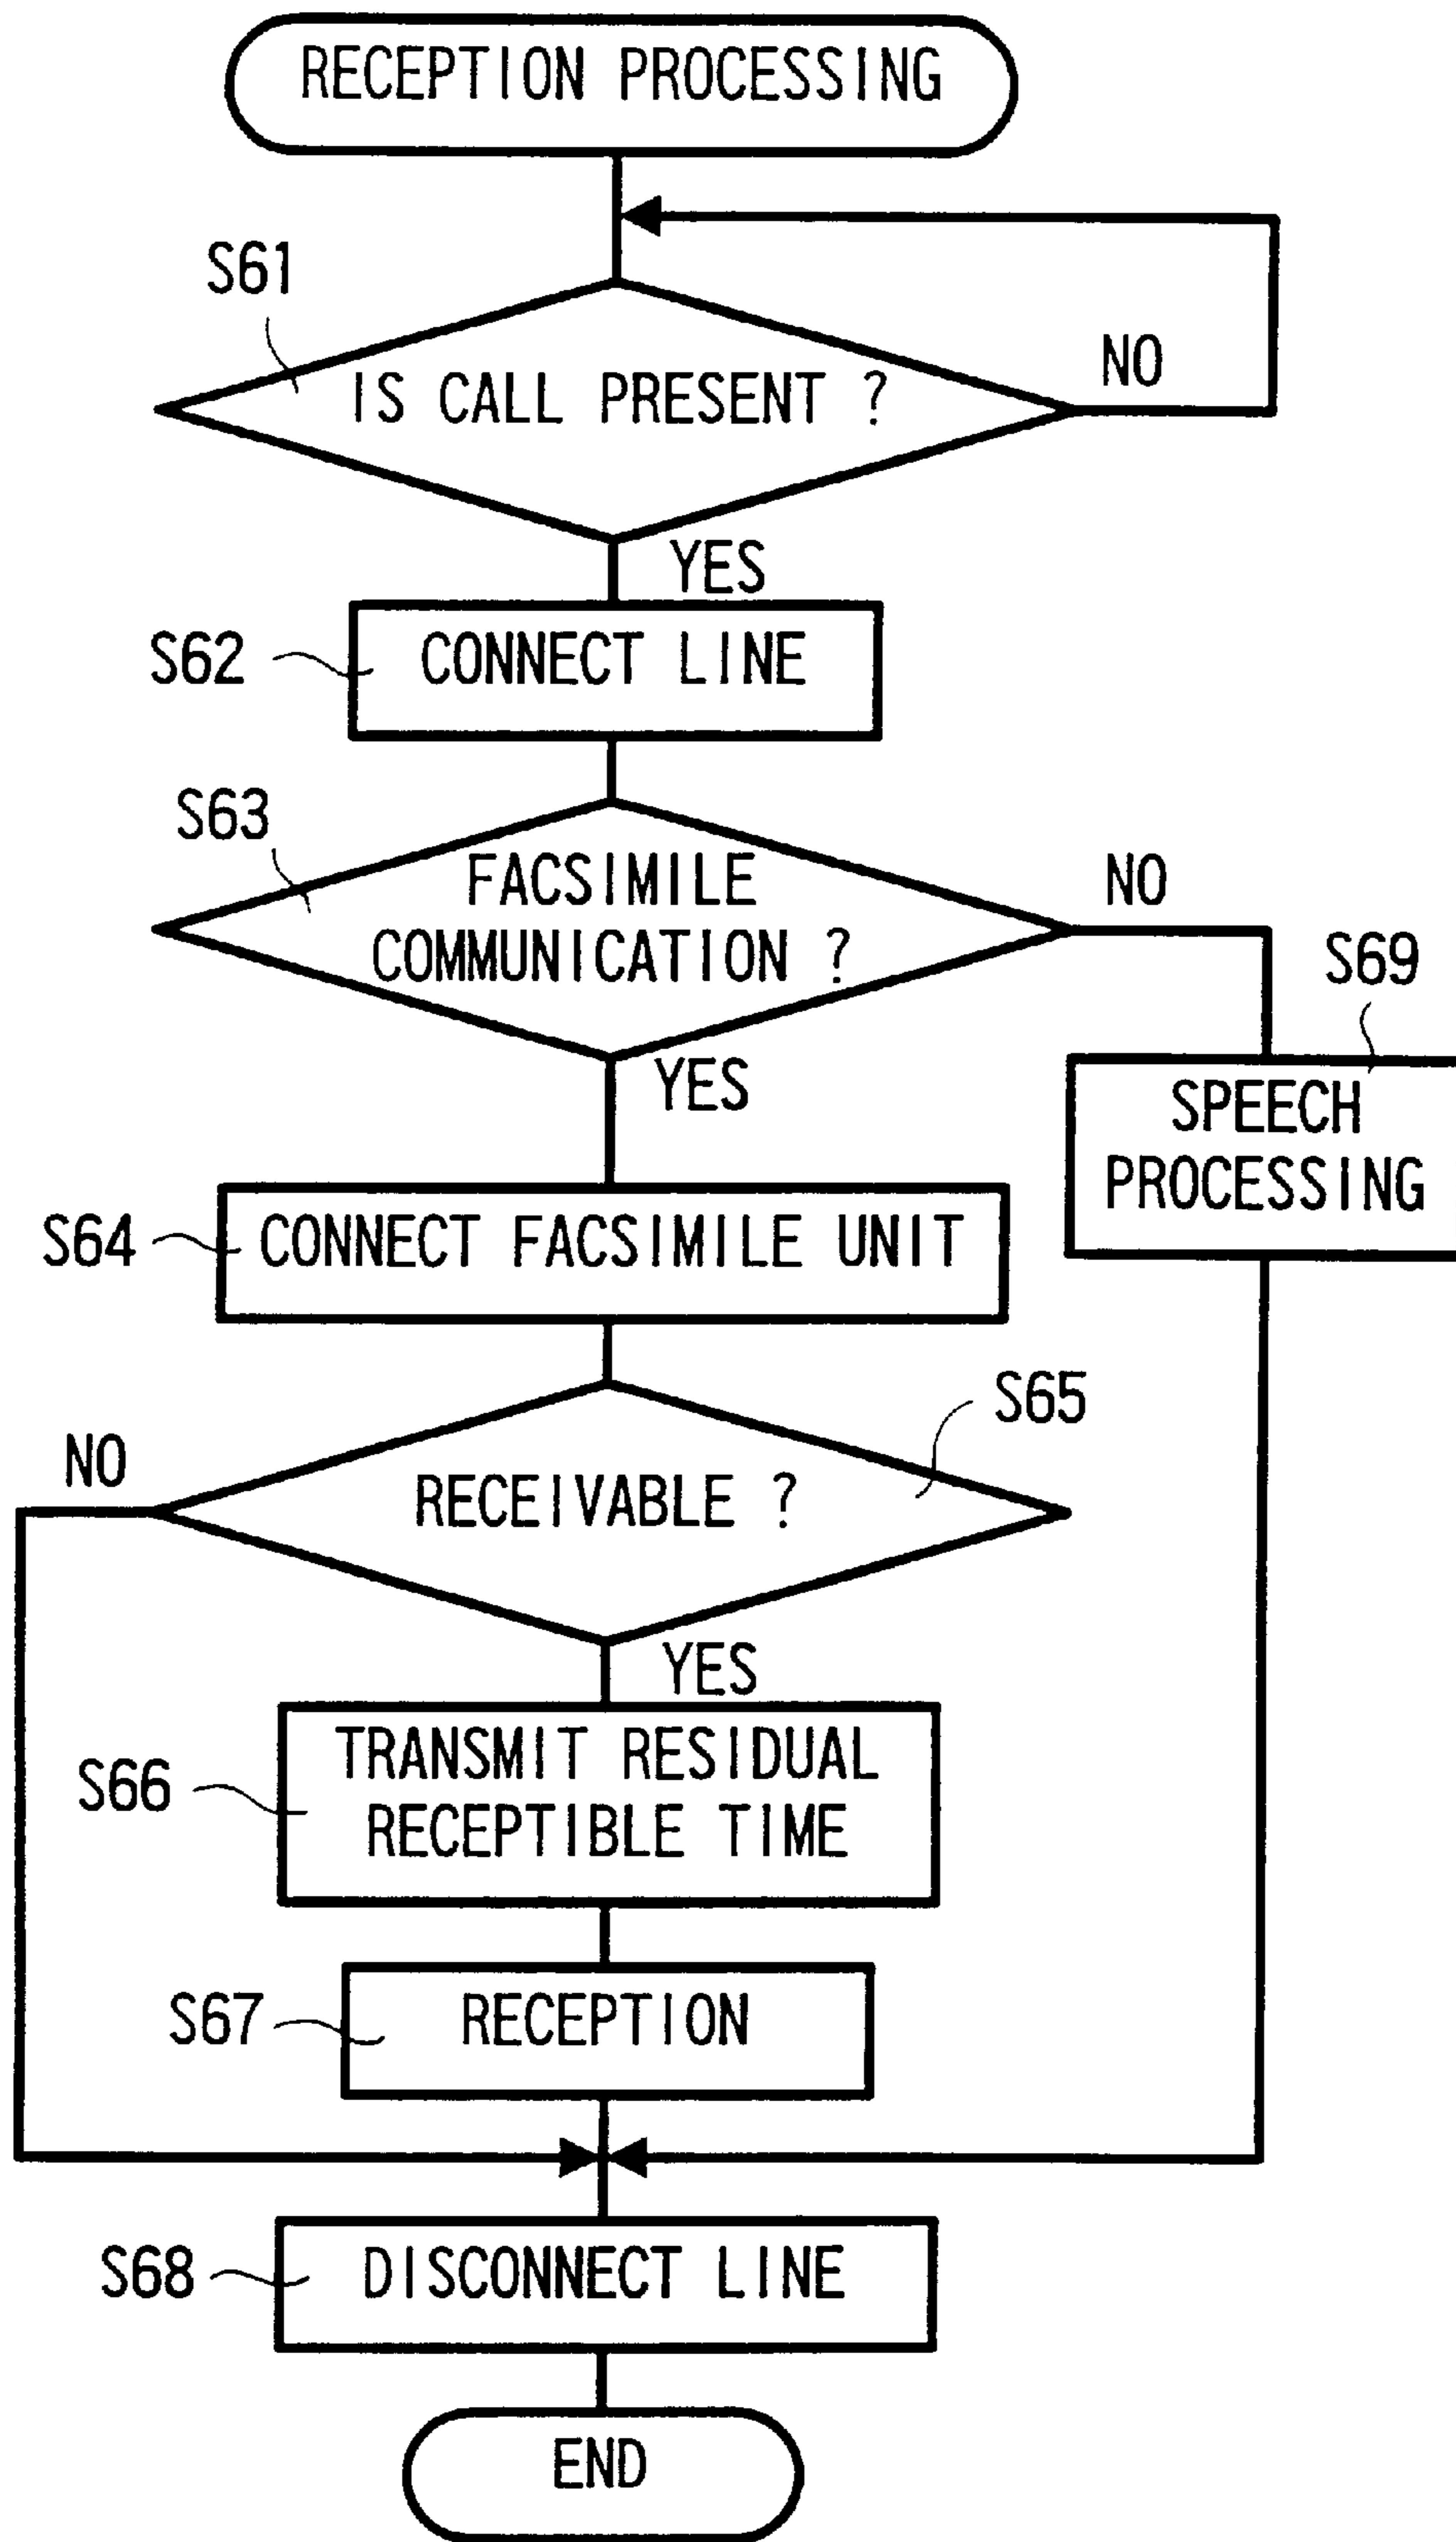 RECEPTION PROCESSING
S61
IS CALL PRESENT ?
NO
YES
S62
CONNECT LINE
S63
FACSIMILE
COMMUNICATION ?
NO
S69
YES
SPEECH
PROCESSING
S64
CONNECT FACSIMILE UNIT
S65
NO
RECEIVABLE ?
YES
S66
TRANSMIT RESIDUAL
RECEPTIBLE TIME
S67
RECEPTION
S68
DISCONNECT LINE
END